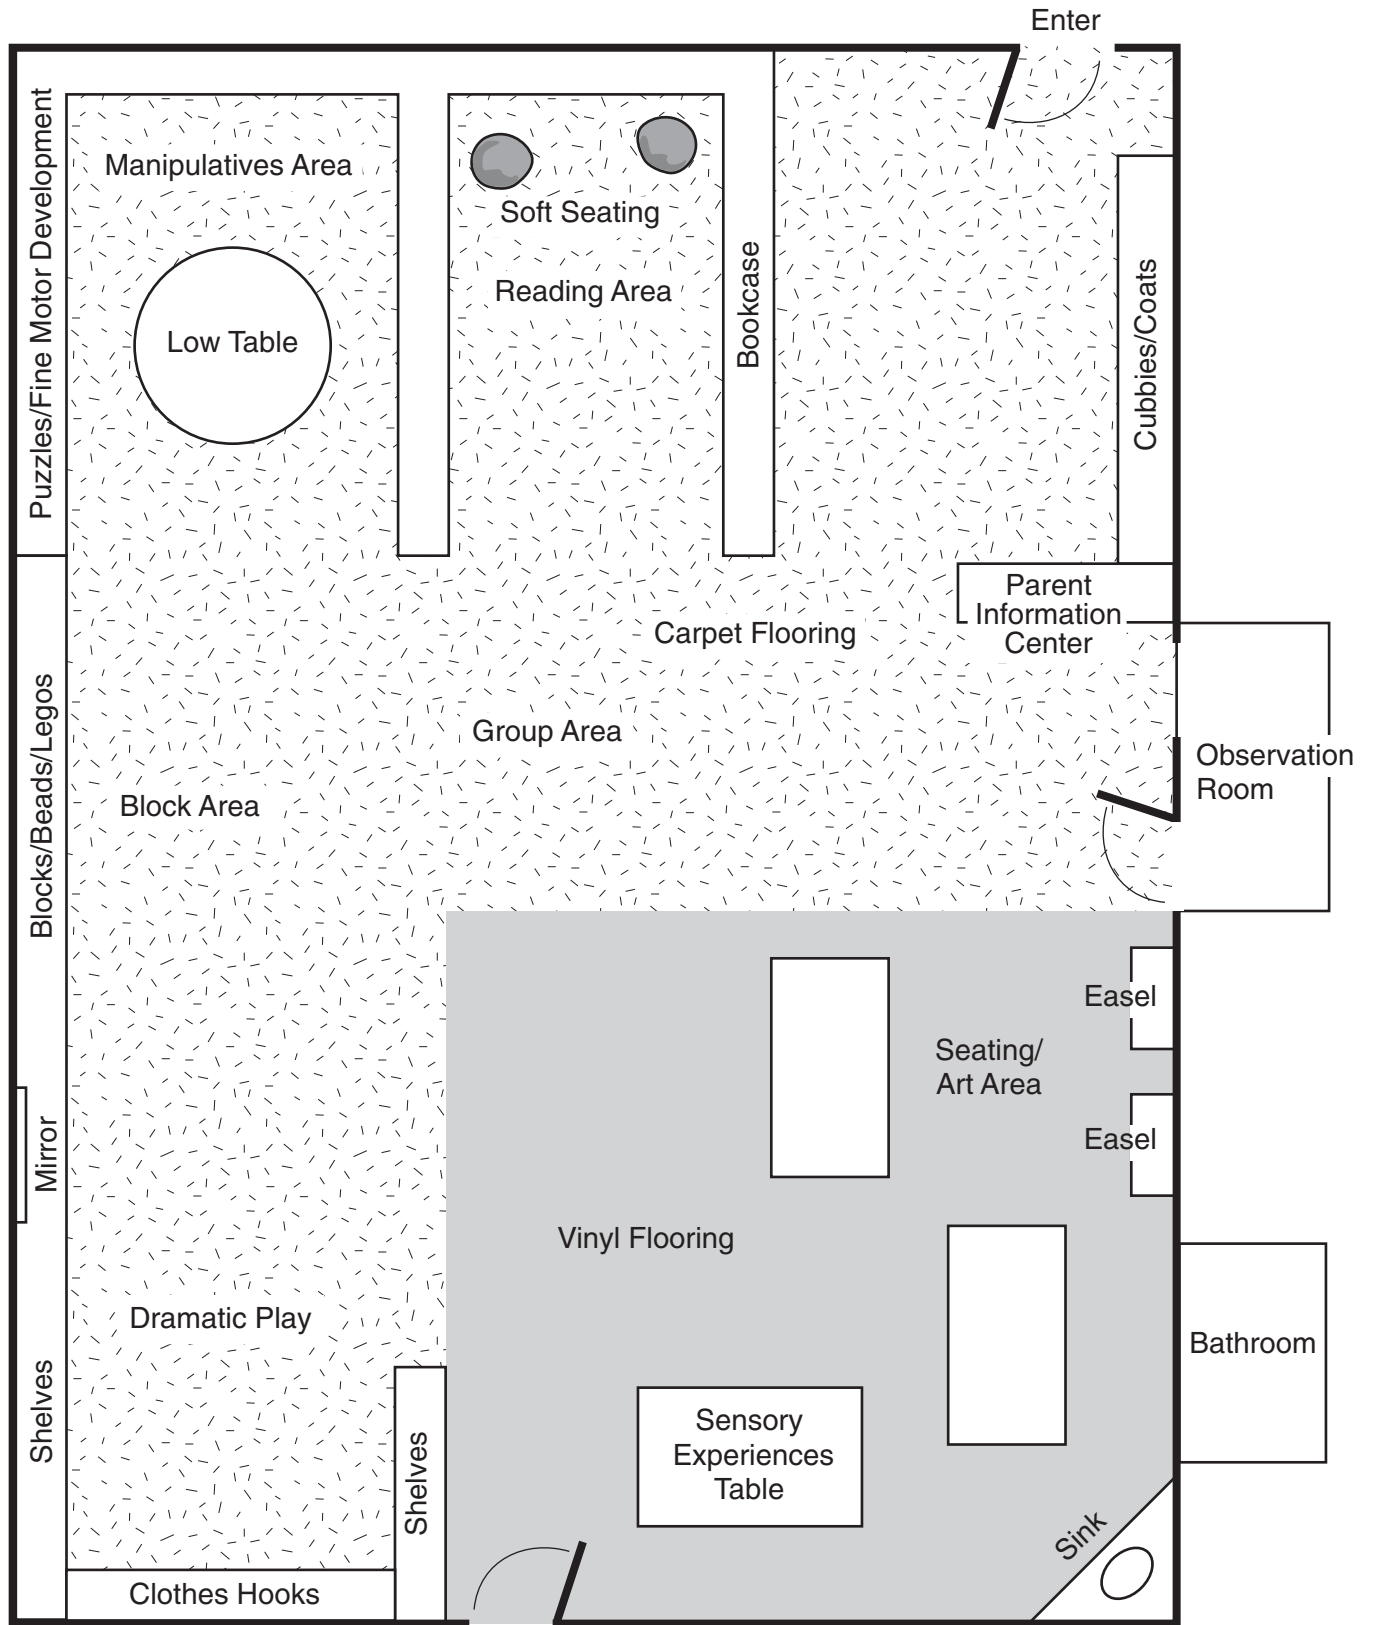 Enter
Puzzles/Fine Motor Development
Manipulatives Area
Low Table
Soft Seating
Reading Area
Bookcase
Cubbies/Coats
Parent
Information
Center
Carpet Flooring
Group Area
Observation
Room
Blocks/Beads/Legos
Block Area
Easel
Seating/
Art Area
Easel
Mirror
Vinyl Flooring
Dramatic Play
Bathroom
Shelves
Shelves
Sensory
Experiences
Table
Sink
Clothes Hooks